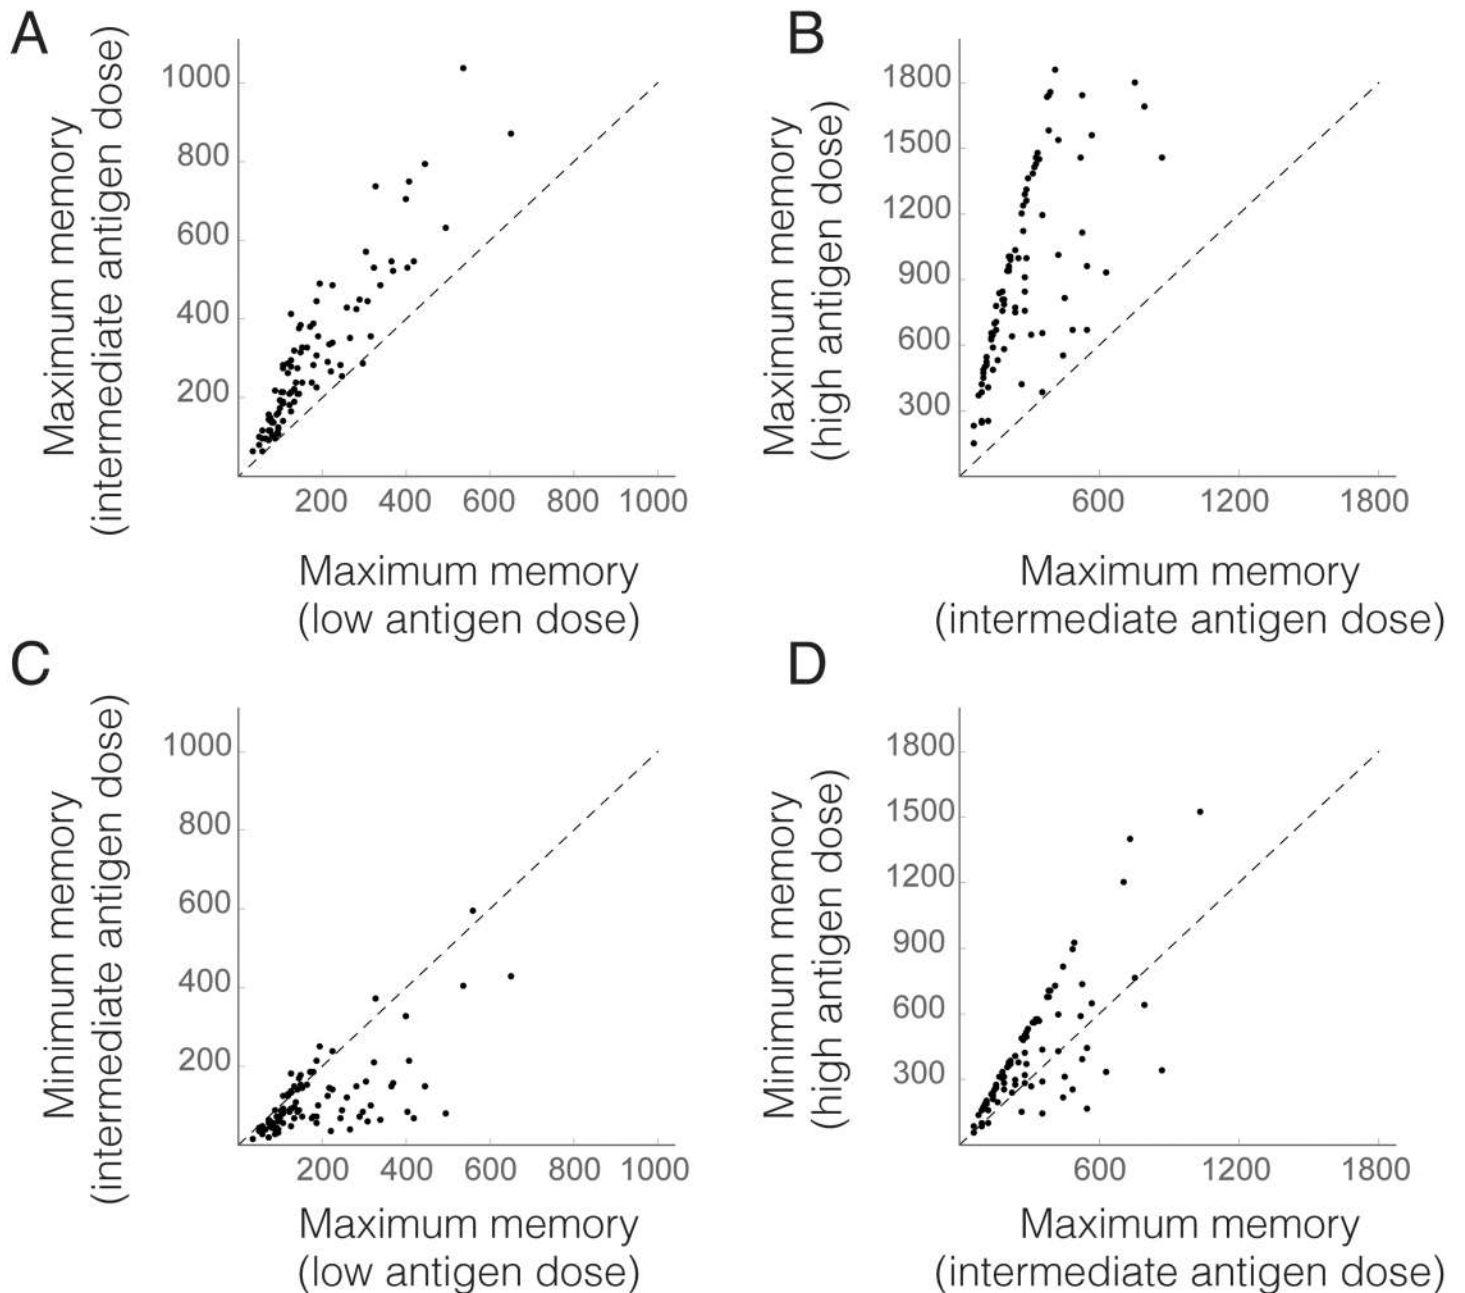 A
Maximum memory
(intermediate antigen dose)
1000
800
600
400
200
200 400 600 800 1000
Maximum memory
(low antigen dose)
B
Maximum memory
(high antigen dose)
1800
1500
1200
900
600
300
600 1200 1800
Maximum memory
(intermediate antigen dose)
C
Minimum memory
(intermediate antigen dose)
1000
800
600
400
200
200 400 600 800 1000
Maximum memory
(low antigen dose)
D
Minimum memory
(high antigen dose)
1800
1500
1200
900
600
300
600 1200 1800
Maximum memory
(intermediate antigen dose)